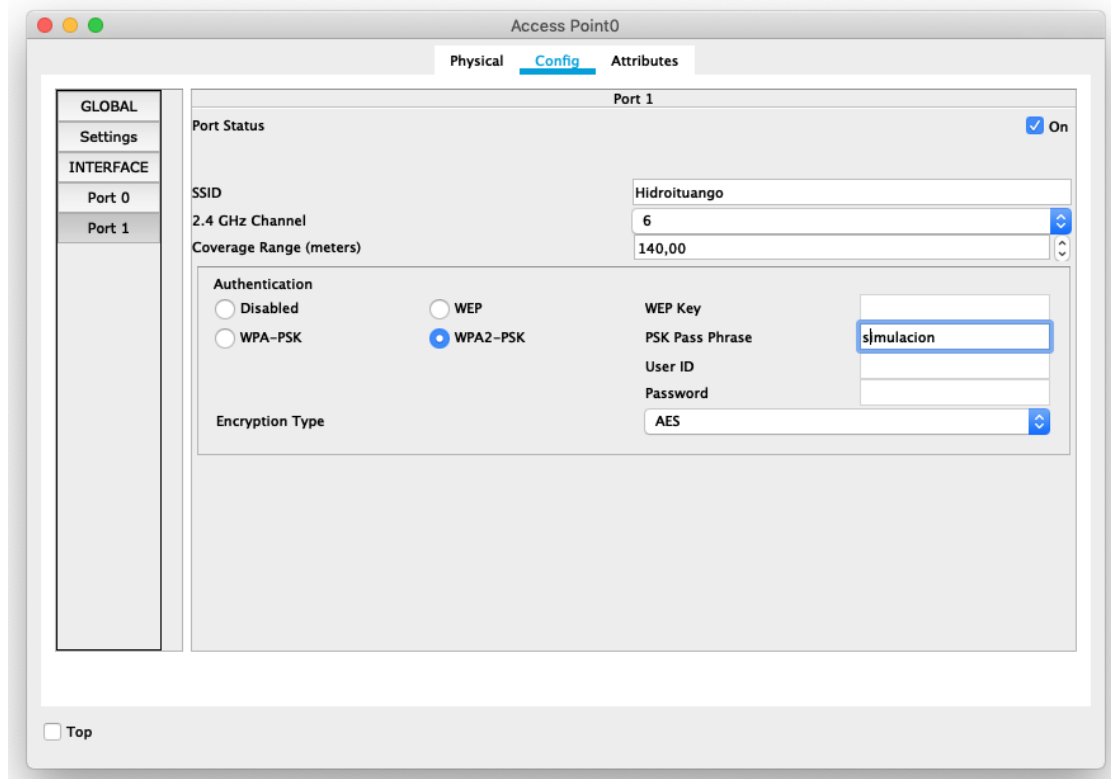 Access Point0
Physical Config Attributes
GLOBAL
Settings
INTERFACE
Port 0
Port 1
Port 1
Port Status On
SSID Hidroituango
2.4 GHz Channel 6
Coverage Range (meters) 140,00
Authentication
Disabled WEP WEP Key
WPA-PSK WPA2-PSK PSK Pass Phrase simulacion
User ID
Password
Encryption Type AES
Top